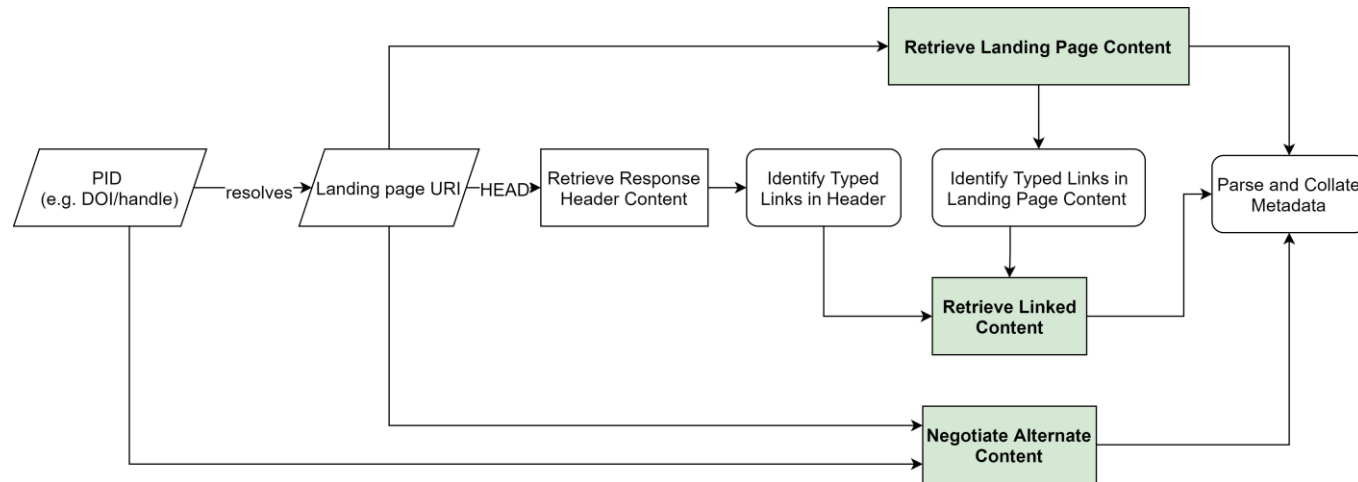 Retrieve Landing Page Content
PID
(e.g. DOI/handle)
resolves
Landing page URI
HEAD
Retrieve Response
Header Content
Identify Typed
Links in Header
Identify Typed Links in
Landing Page Content
Parse and Collate
Metadata
Retrieve Linked
Content
Negotiate Alternate
Content